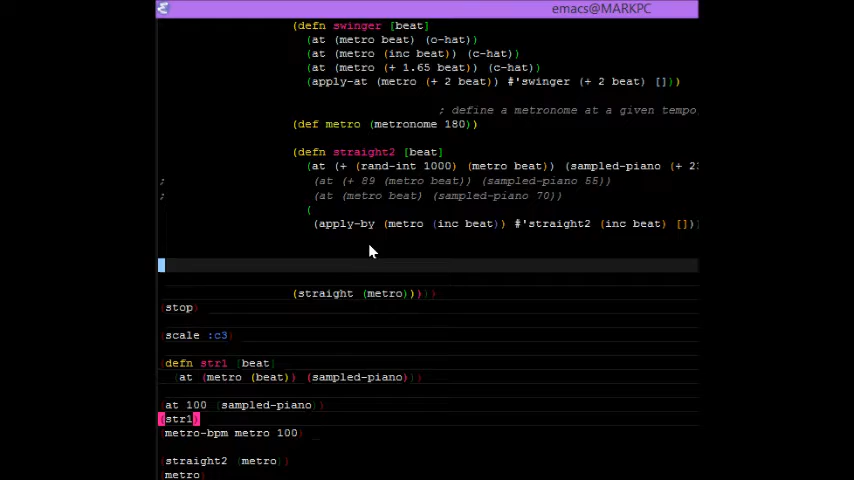 emacs@MARKPC
(defn swinger [beat]
(at (metro beat) (o-hat))
(at (metro (inc beat)) (c-hat))
(at (metro (+ 1.65 beat)) (c-hat))
(apply-at (metro (+ 2 beat)) #'swinger (+ 2 beat) []))
; define a metronome at a given tempo
(def metro (metronome 180))
(defn straight2 [beat]
(at (+ (rand-int 1000) (metro beat)) (sampled-piano (+ 2
; (at (+ 89 (metro beat)) (sampled-piano 55))
; (at (metro beat) (sampled-piano 70))
(
(apply-by (metro (inc beat)) #'straight2 (inc beat) [])
(straight (metro)))))
(stop)
(scale :c3)
(defn str1 [beat]
(at (metro (beat)) (sampled-piano)))
(at 100 (sampled-piano))
(str1)
(metro-bpm metro 100)
(straight2 (metro))
(metro)